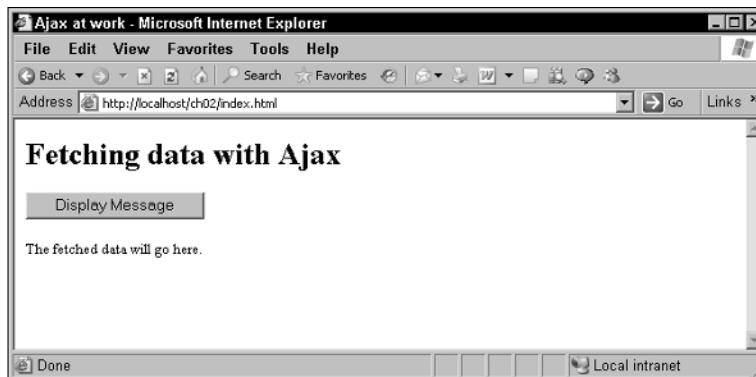 Ajax at work - Microsoft Internet Explorer
File Edit View Favorites Tools Help
Back Search Favorites
Address http://localhost/ch02/index.html Go Links »
Fetching data with Ajax
Display Message
The fetched data will go here.
Done Local intranet